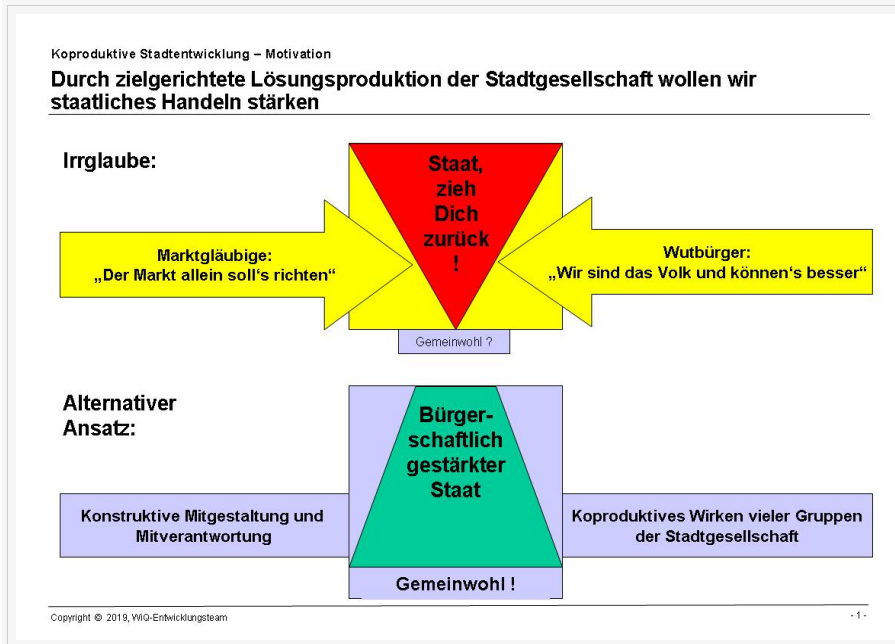 Koproduktive Stadtentwicklung – Motivation
Durch zielgerichtete Lösungsproduktion der Stadtgesellschaft wollen wir
staatliches Handeln stärken
Irrglaube:
Staat,
zieh
Dich
zurück
!
Marktgläubige:
„Der Markt allein soll‘s richten“
Wutbürger:
„Wir sind das Volk und können‘s besser“
Gemeinwohl ?
Alternativer
Ansatz:
Bürger-
schaftlich
gestärkter
Staat
Konstruktive Mitgestaltung und
Mitverantwortung
Koproduktives Wirken vieler Gruppen
der Stadtgesellschaft
Gemeinwohl !
Copyright © 2019, WiQ-Entwicklungsteam
- 1 -